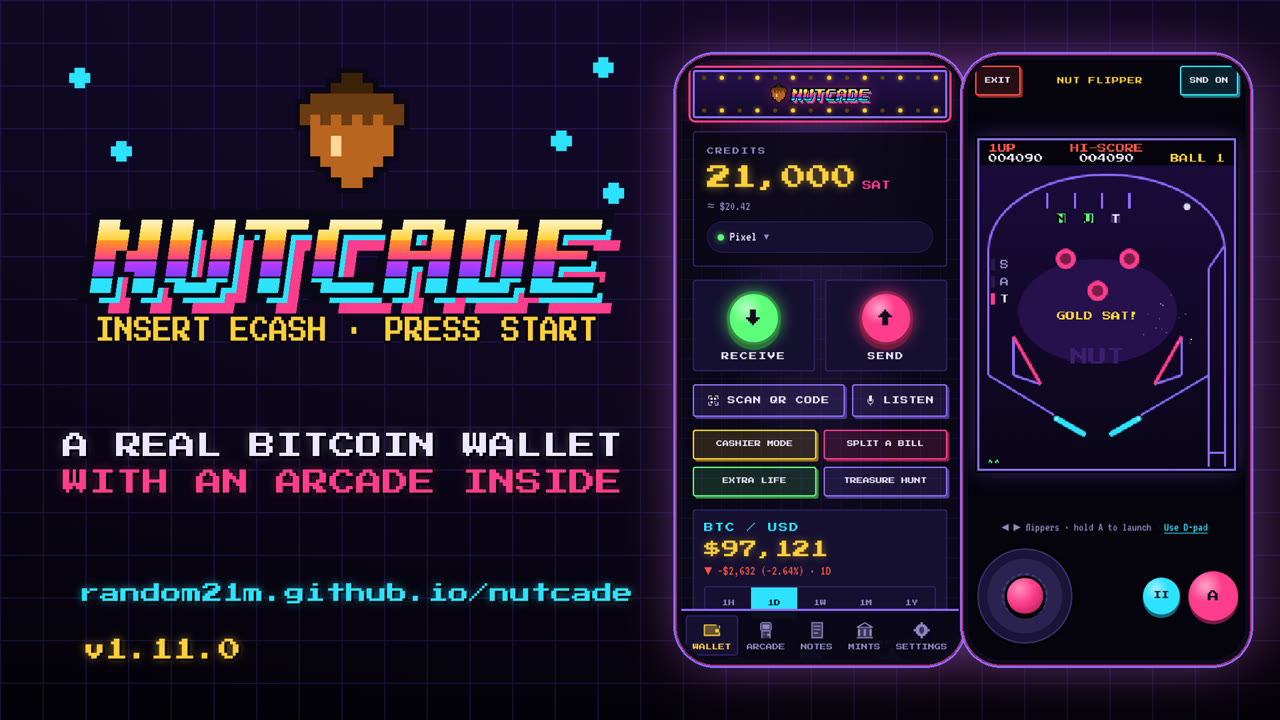 NUTCADE
INSERT ECASH · PRESS START
A REAL BITCOIN WALLET
WITH AN ARCADE INSIDE
random21m.github.io/nutcade
v1.11.0
NUTCADE
CREDITS
21,000 SAT
≈ $20.42
Pixel ▼
RECEIVE
SEND
SCAN QR CODE
LISTEN
CASHIER MODE
SPLIT A BILL
EXTRA LIFE
TREASURE HUNT
BTC / USD
$97,121
▼ -$2,632 (-2.64%) · 1D
1H 1D 1W 1M 1Y
WALLET ARCADE NOTES MINTS SETTINGS
EXIT
NUT FLIPPER
SND ON
1UP HI-SCORE
004090 004090 BALL 1
N U T
S
A
T
GOLD SAT!
NUT
◀ ▶ flippers · hold A to launch Use D-pad
II
A